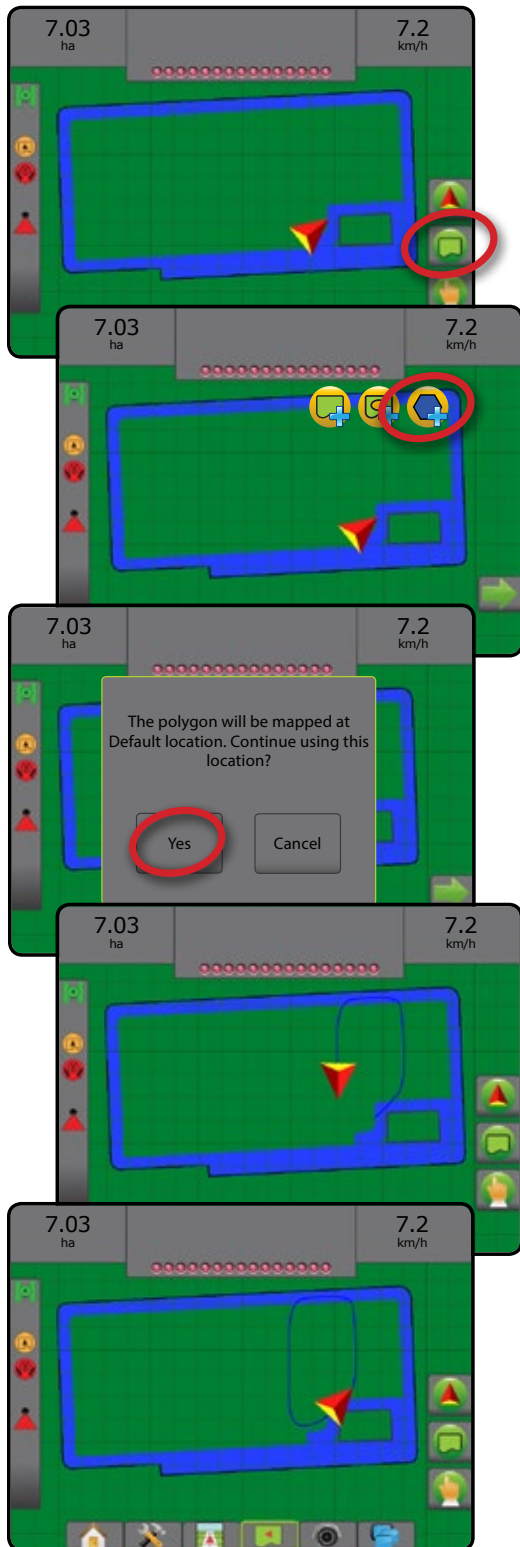 7.03
ha
7.2
km/h
7.03
ha
7.2
km/h
7.03
ha
7.2
km/h
The polygon will be mapped at
Default location. Continue using this
location?
Yes
Cancel
7.03
ha
7.2
km/h
7.03
ha
7.2
km/h